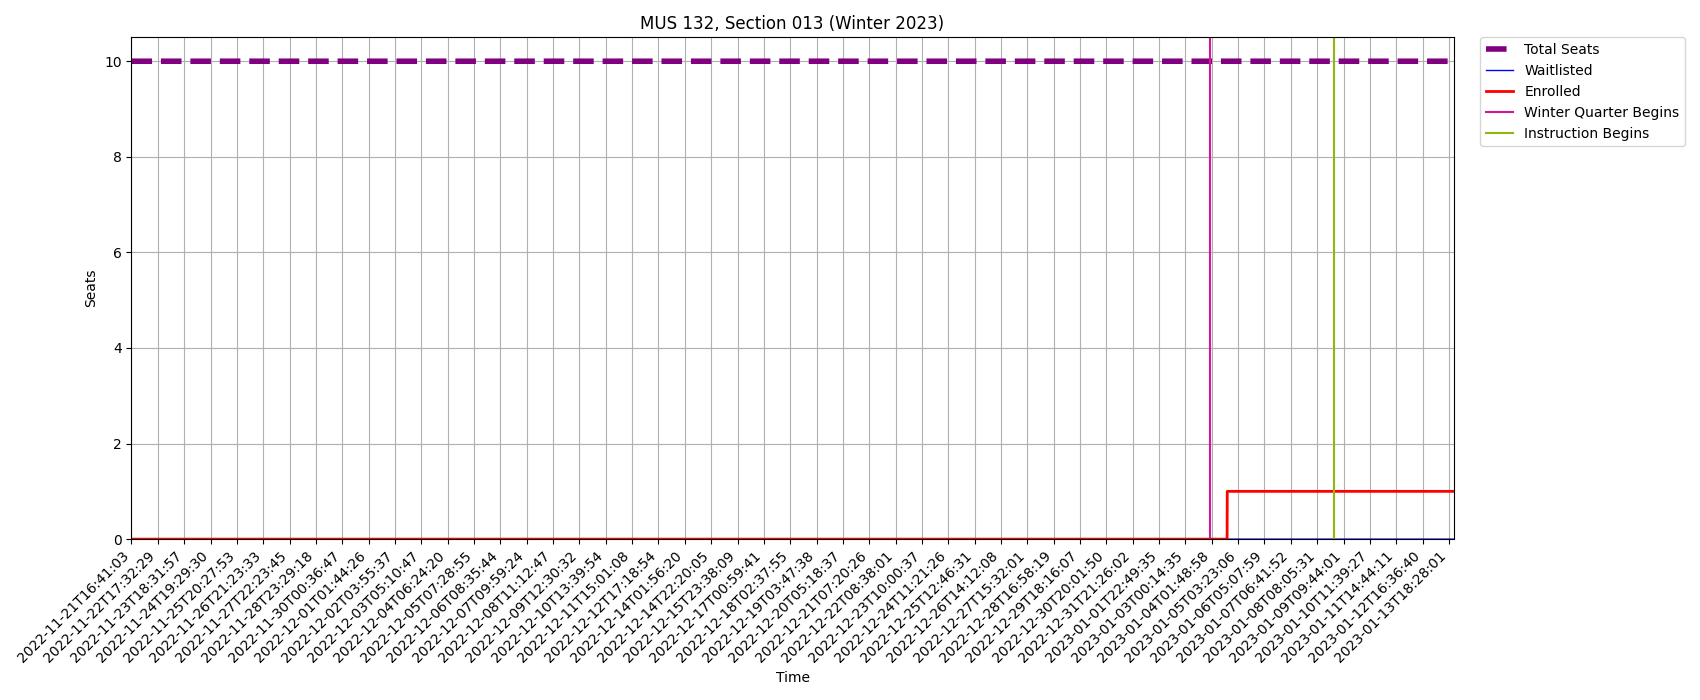 MUS 132, Section 013 (Winter 2023)
Total Seats
Waitlisted
Enrolled
Winter Quarter Begins
Instruction Begins
Seats
10
8
6
4
2
0
2022-11-21T16:41:03
2022-11-22T17:32:29
2022-11-23T18:31:57
2022-11-24T19:29:30
2022-11-25T20:27:53
2022-11-26T21:23:33
2022-11-27T22:23:45
2022-11-28T23:29:18
2022-11-30T00:36:47
2022-12-01T01:44:26
2022-12-02T03:55:37
2022-12-03T05:10:47
2022-12-04T06:24:20
2022-12-05T07:28:55
2022-12-06T08:35:44
2022-12-07T09:59:24
2022-12-08T11:12:47
2022-12-09T12:30:32
2022-12-10T13:39:54
2022-12-11T15:01:08
2022-12-12T17:18:54
2022-12-14T01:56:20
2022-12-14T22:20:05
2022-12-15T23:38:09
2022-12-17T00:59:41
2022-12-18T02:37:55
2022-12-19T03:47:38
2022-12-20T05:18:37
2022-12-21T07:20:26
2022-12-22T08:38:01
2022-12-23T10:00:37
2022-12-24T11:21:26
2022-12-25T12:46:31
2022-12-26T14:12:08
2022-12-27T15:32:01
2022-12-28T16:58:19
2022-12-29T18:16:07
2022-12-30T20:01:50
2022-12-31T21:26:02
2023-01-01T22:49:35
2023-01-03T00:14:35
2023-01-04T01:48:58
2023-01-05T03:23:06
2023-01-06T05:07:59
2023-01-07T06:41:52
2023-01-08T08:05:31
2023-01-09T09:44:01
2023-01-10T11:39:27
2023-01-11T14:44:11
2023-01-12T16:36:40
2023-01-13T18:28:01
Time